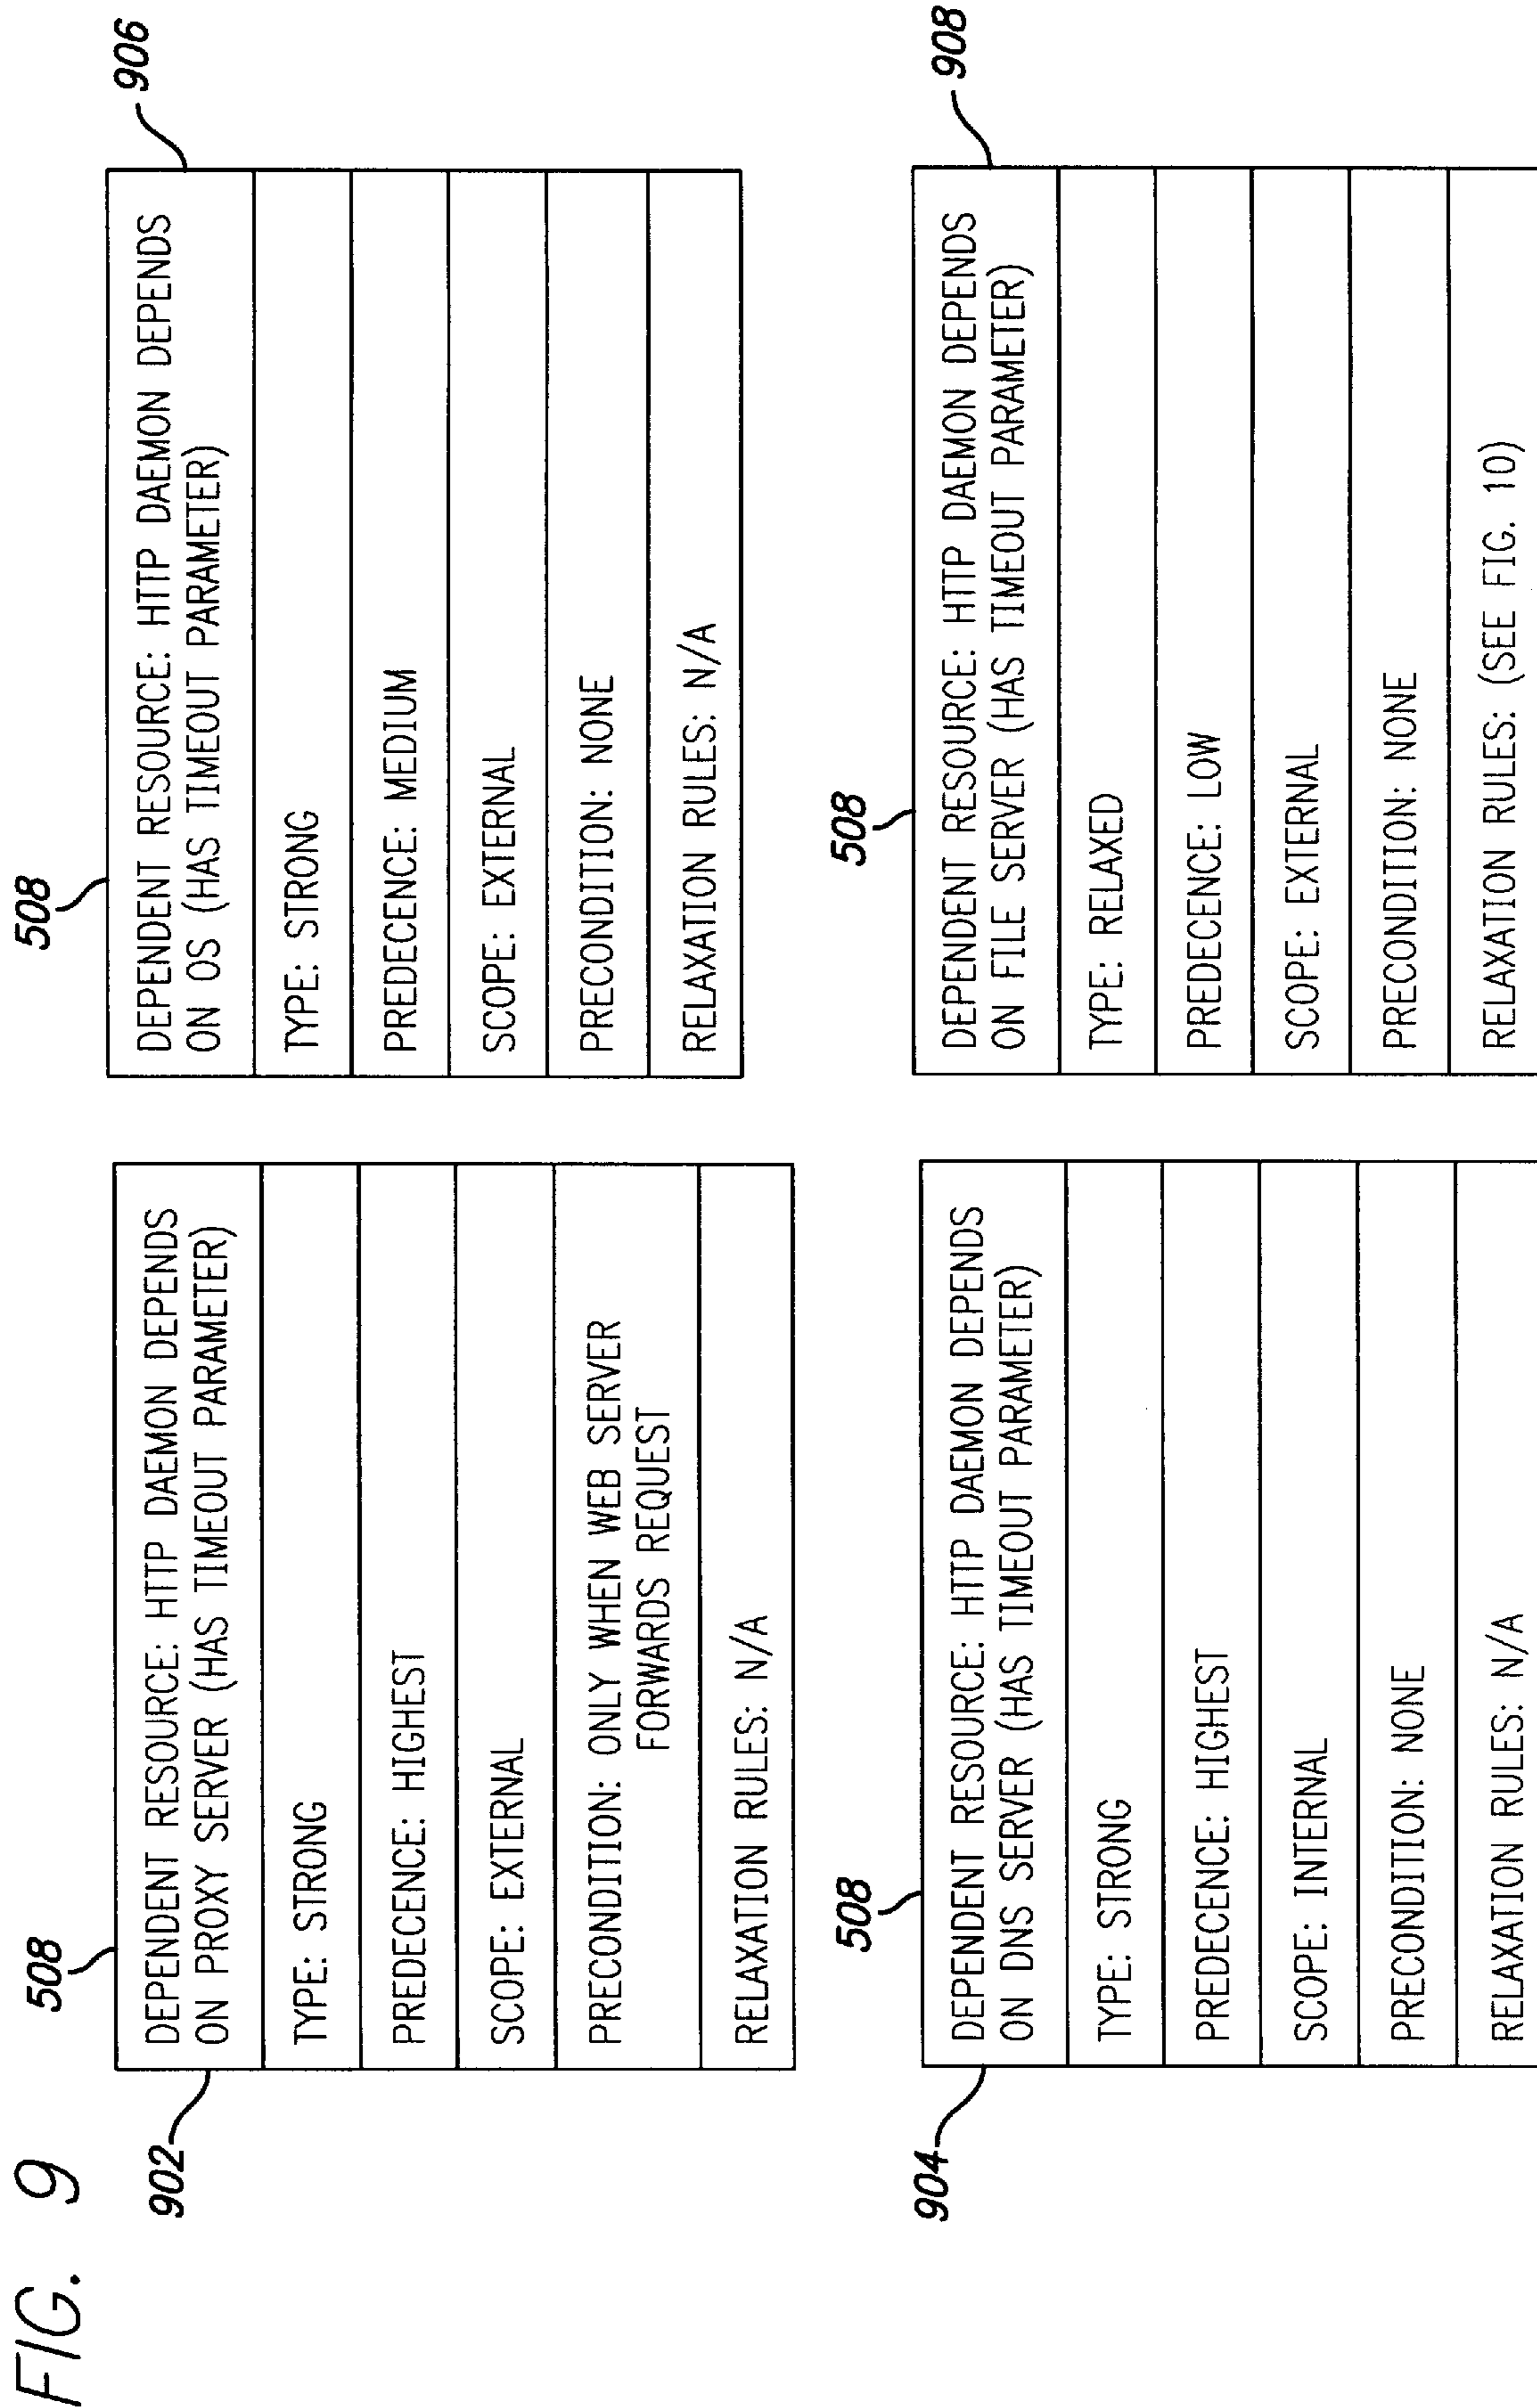 FIG. 9
508
902
DEPENDENT RESOURCE: HTTP DAEMON DEPENDS
ON PROXY SERVER (HAS TIMEOUT PARAMETER)
TYPE: STRONG
PREDECENCE: HIGHEST
SCOPE: EXTERNAL
PRECONDITION: ONLY WHEN WEB SERVER
FORWARDS REQUEST
RELAXATION RULES: N/A
508
906
DEPENDENT RESOURCE: HTTP DAEMON DEPENDS
ON OS (HAS TIMEOUT PARAMETER)
TYPE: STRONG
PREDECENCE: MEDIUM
SCOPE: EXTERNAL
PRECONDITION: NONE
RELAXATION RULES: N/A
508
904
DEPENDENT RESOURCE: HTTP DAEMON DEPENDS
ON DNS SERVER (HAS TIMEOUT PARAMETER)
TYPE: STRONG
PREDECENCE: HIGHEST
SCOPE: INTERNAL
PRECONDITION: NONE
RELAXATION RULES: N/A
508
908
DEPENDENT RESOURCE: HTTP DAEMON DEPENDS
ON FILE SERVER (HAS TIMEOUT PARAMETER)
TYPE: RELAXED
PREDECENCE: LOW
SCOPE: EXTERNAL
PRECONDITION: NONE
RELAXATION RULES: (SEE FIG. 10)